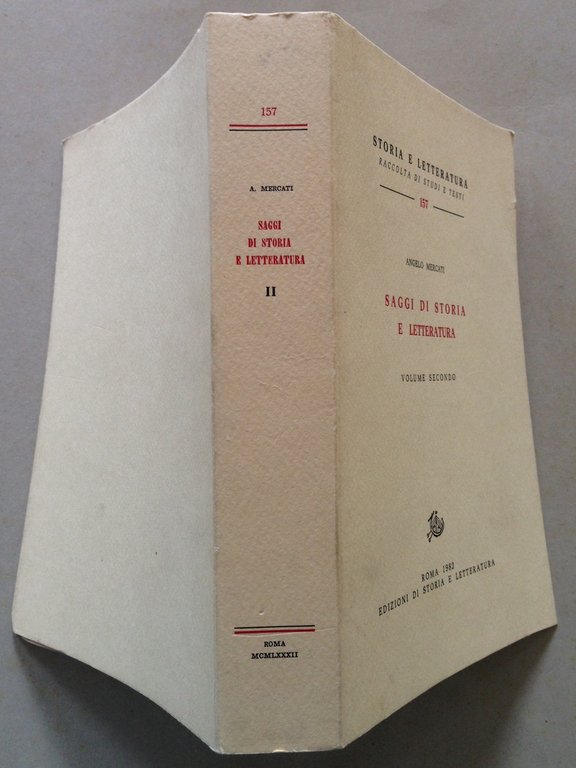 157
A. MERCATI
SAGGI
DI STORIA
E LETTERATURA
II
ROMA
MCMLXXXII
STORIA E LETTERATURA
RACCOLTA DI STUDI E TESTI
157
ANGELO MERCATI
SAGGI DI STORIA
E LETTERATURA
VOLUME SECONDO
ROMA 1982
EDIZIONI DI STORIA E LETTERATURA